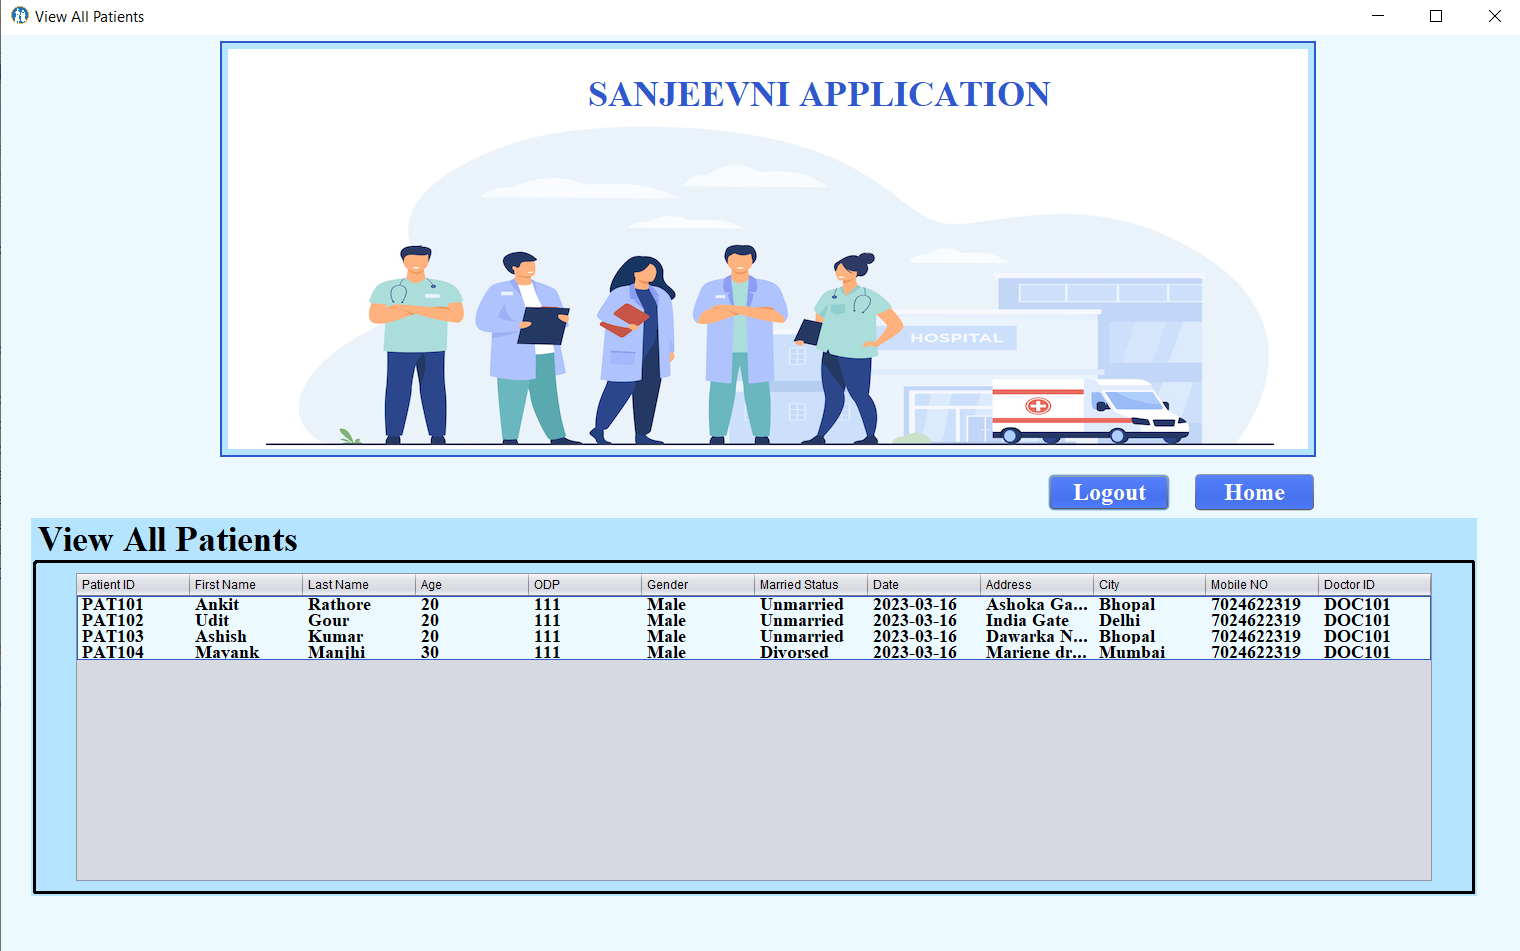 View All Patients
SANJEEVNI APPLICATION
HOSPITAL
Logout Home
View All Patients
Patient ID First Name Last Name Age ODP Gender Married Status Date Address City Mobile NO Doctor ID
PAT101 Ankit Rathore 20 111 Male Unmarried 2023-03-16 Ashoka Ga... Bhopal 7024622319 DOC101
PAT102 Udit Gour 20 111 Male Unmarried 2023-03-16 India Gate Delhi 7024622319 DOC101
PAT103 Ashish Kumar 20 111 Male Unmarried 2023-03-16 Dawarka N... Bhopal 7024622319 DOC101
PAT104 Mayank Manjhi 30 111 Male Divorsed 2023-03-16 Mariene dr... Mumbai 7024622319 DOC101